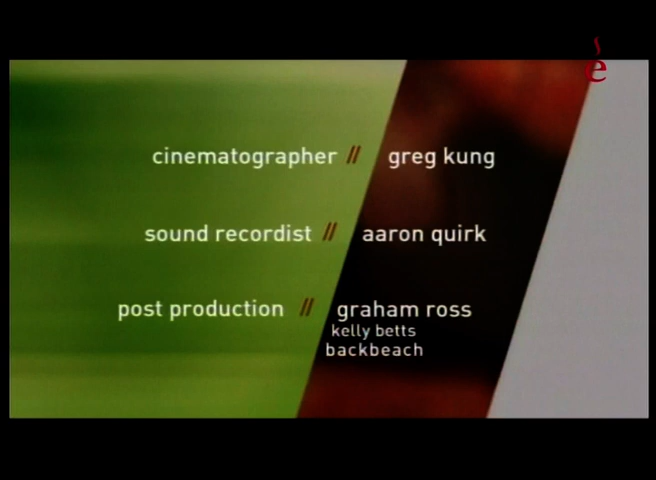 é
cinematographer // greg kung
sound recordist // aaron quirk
post production // graham ross
kelly betts
backbeach